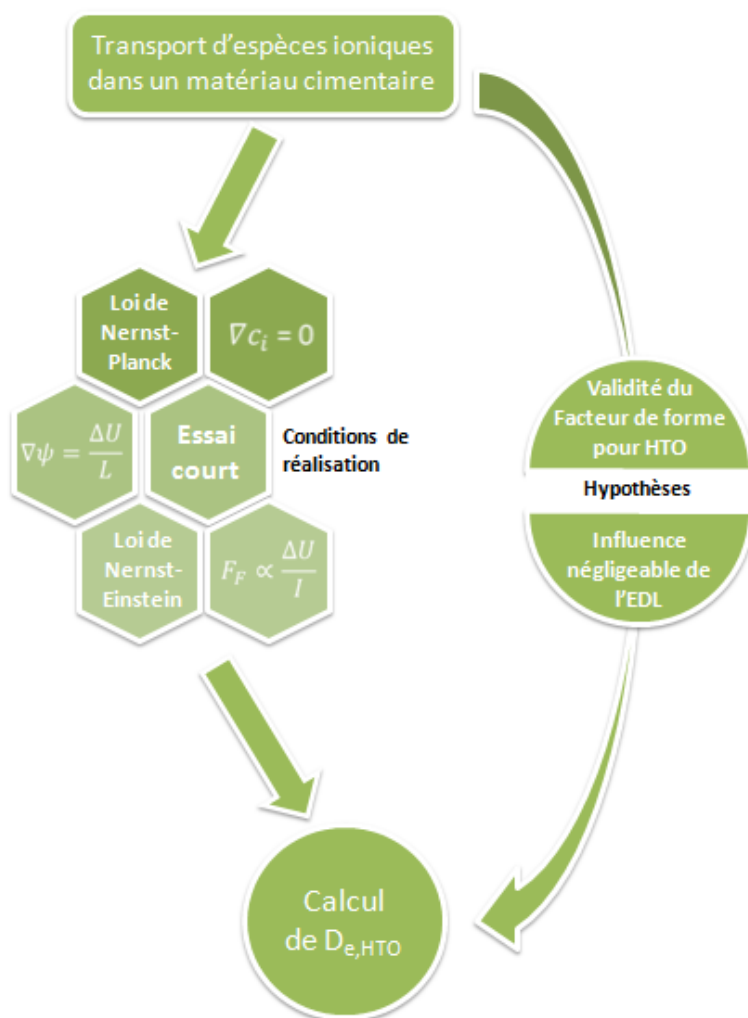 Transport d'espèces ioniques
dans un matériau cimentaire
Loi de
Nernst-
Planck
∇c_i = 0
∇ψ = ΔU/L
Essai
court
Conditions de
réalisation
Loi de
Nernst-
Einstein
F_F ∝ ΔU/I
Validité du
Facteur de forme
pour HTO
Hypothèses
Influence
négligeable de
l'EDL
Calcul
de D_e,HTO